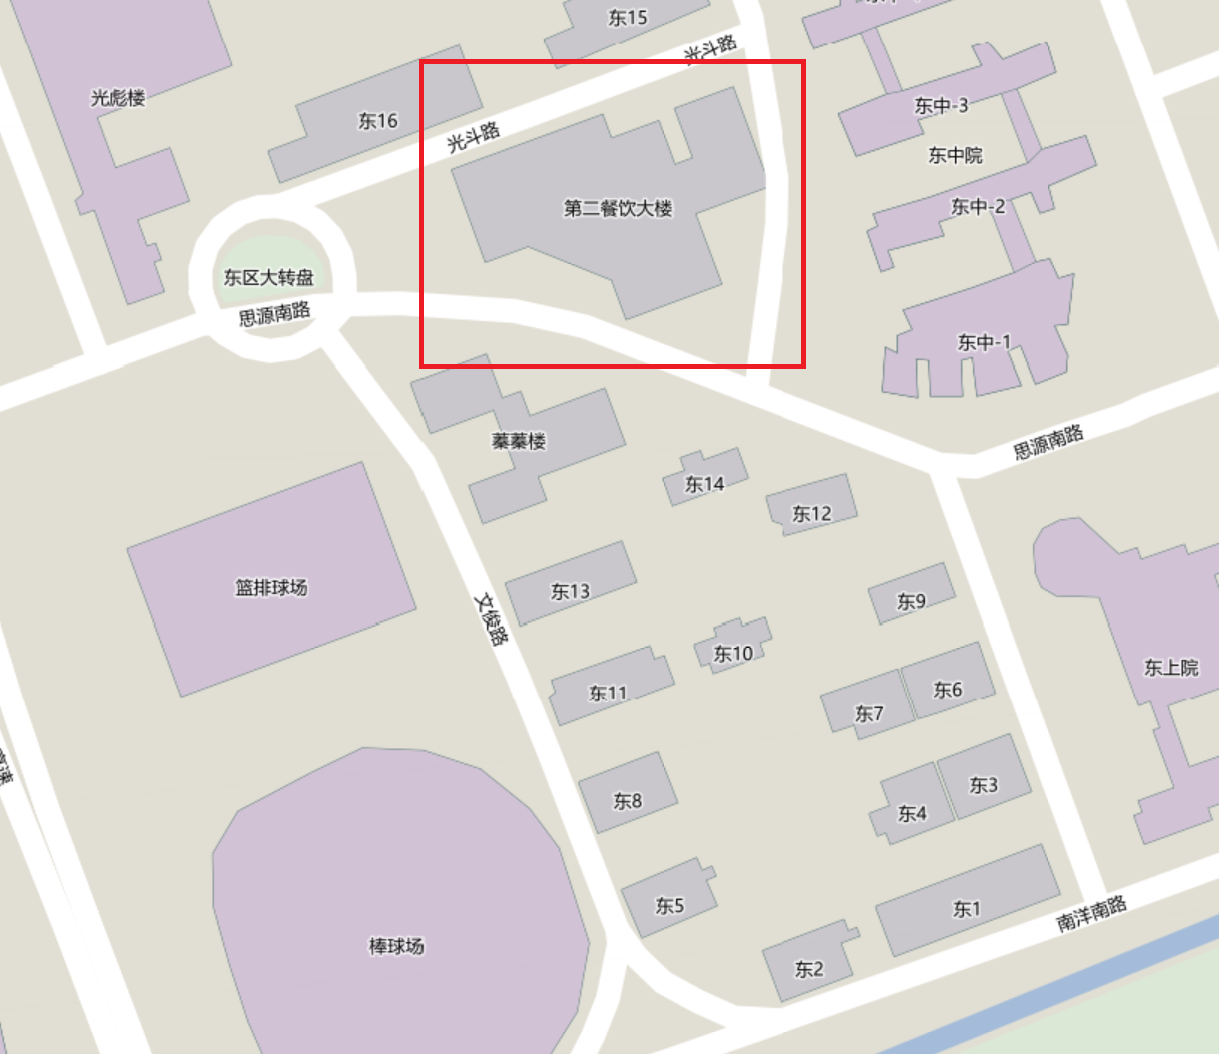 东15
光斗路
光彪楼
东16
东中-3
光斗路
东中院
第二餐饮大楼
东中-2
东区大转盘
思源南路
东中-1
蓁蓁楼
思源南路
东14
东12
篮排球场
东13
东9
文俊路
东10
东上院
东11
东6
东7
东3
东8
东4
东5
东1
南洋南路
棒球场
东2